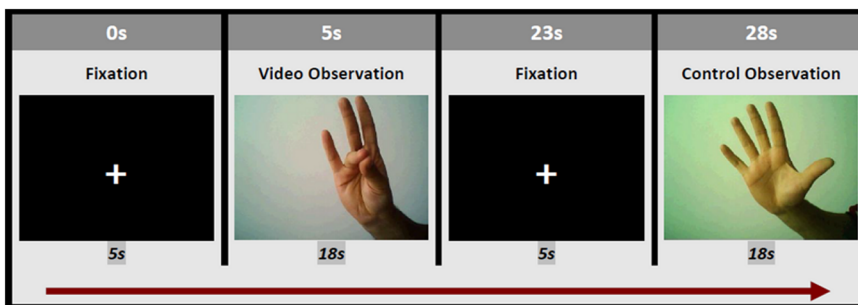 0s
5s
23s
28s
Fixation
Video Observation
Fixation
Control Observation
5s
18s
5s
18s